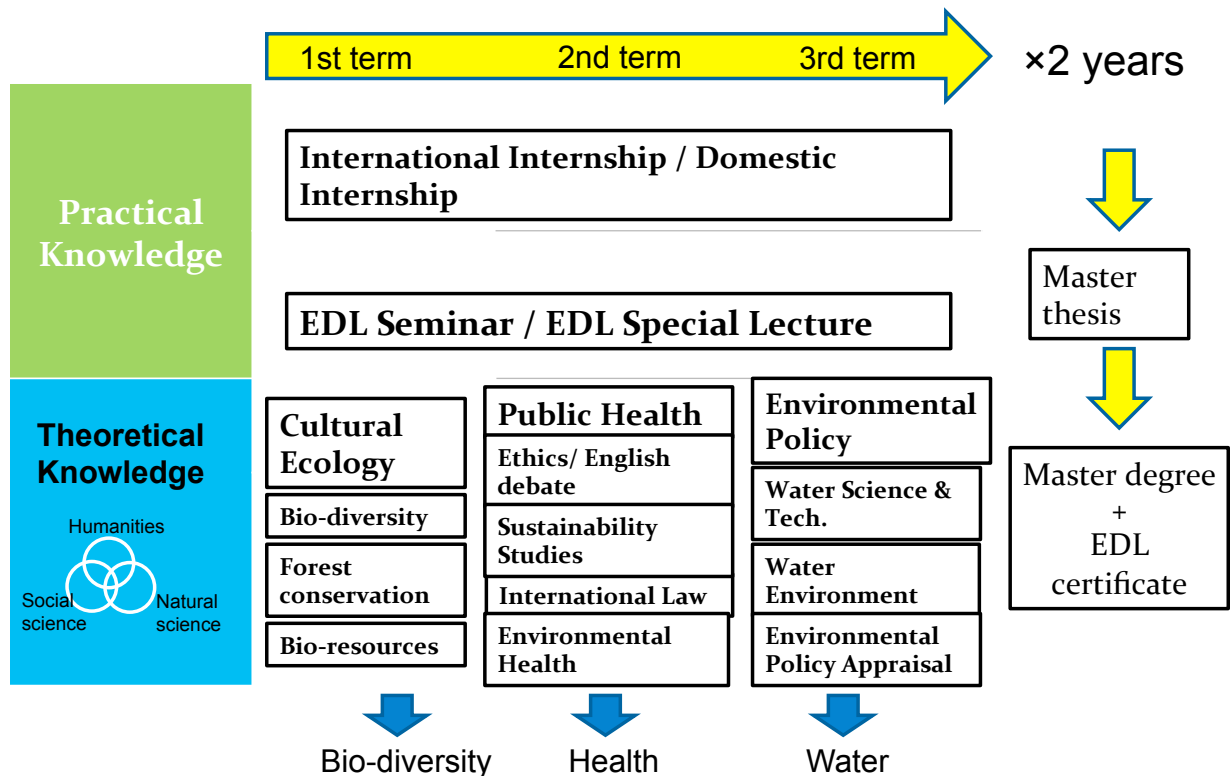 1st term
2nd term
3rd term
×2 years
Practical
Knowledge
International Internship / Domestic
Internship
EDL Seminar / EDL Special Lecture
Master
thesis
Theoretical
Knowledge
Humanities
Social
science
Natural
science
Cultural
Ecology
Bio-diversity
Forest
conservation
Bio-resources
Public Health
Ethics/ English
debate
Sustainability
Studies
International Law
Environmental
Health
Environmental
Policy
Water Science &
Tech.
Water
Environment
Environmental
Policy Appraisal
Master degree
+
EDL
certificate
Bio-diversity
Health
Water